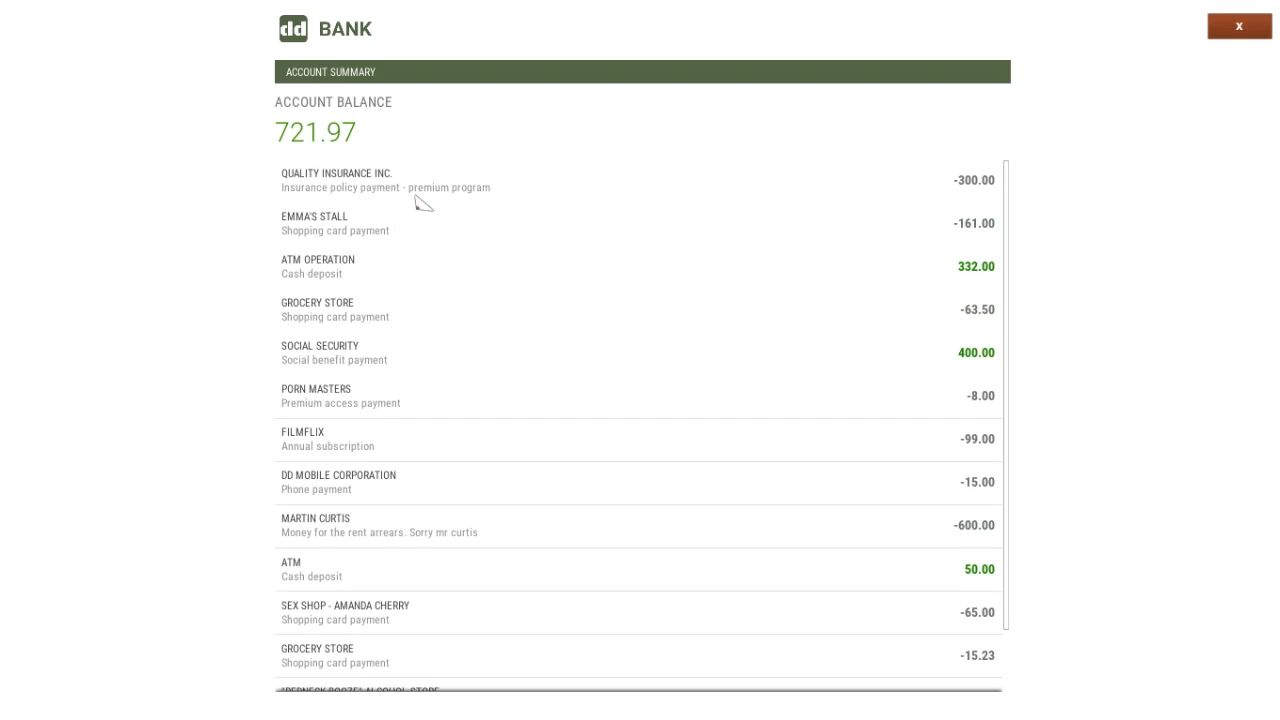 dd BANK
x
ACCOUNT SUMMARY
ACCOUNT BALANCE
721.97
QUALITY INSURANCE INC.
Insurance policy payment - premium program
-300.00
EMMA'S STALL
Shopping card payment
-161.00
ATM OPERATION
Cash deposit
332.00
GROCERY STORE
Shopping card payment
-63.50
SOCIAL SECURITY
Social benefit payment
400.00
PORN MASTERS
Premium access payment
-8.00
FILMFLIX
Annual subscription
-99.00
DD MOBILE CORPORATION
Phone payment
-15.00
MARTIN CURTIS
Money for the rent arrears. Sorry mr curtis
-600.00
ATM
Cash deposit
50.00
SEX SHOP - AMANDA CHERRY
Shopping card payment
-65.00
GROCERY STORE
Shopping card payment
-15.23
"REDNECK BOOZE" ALCOHOL STORE